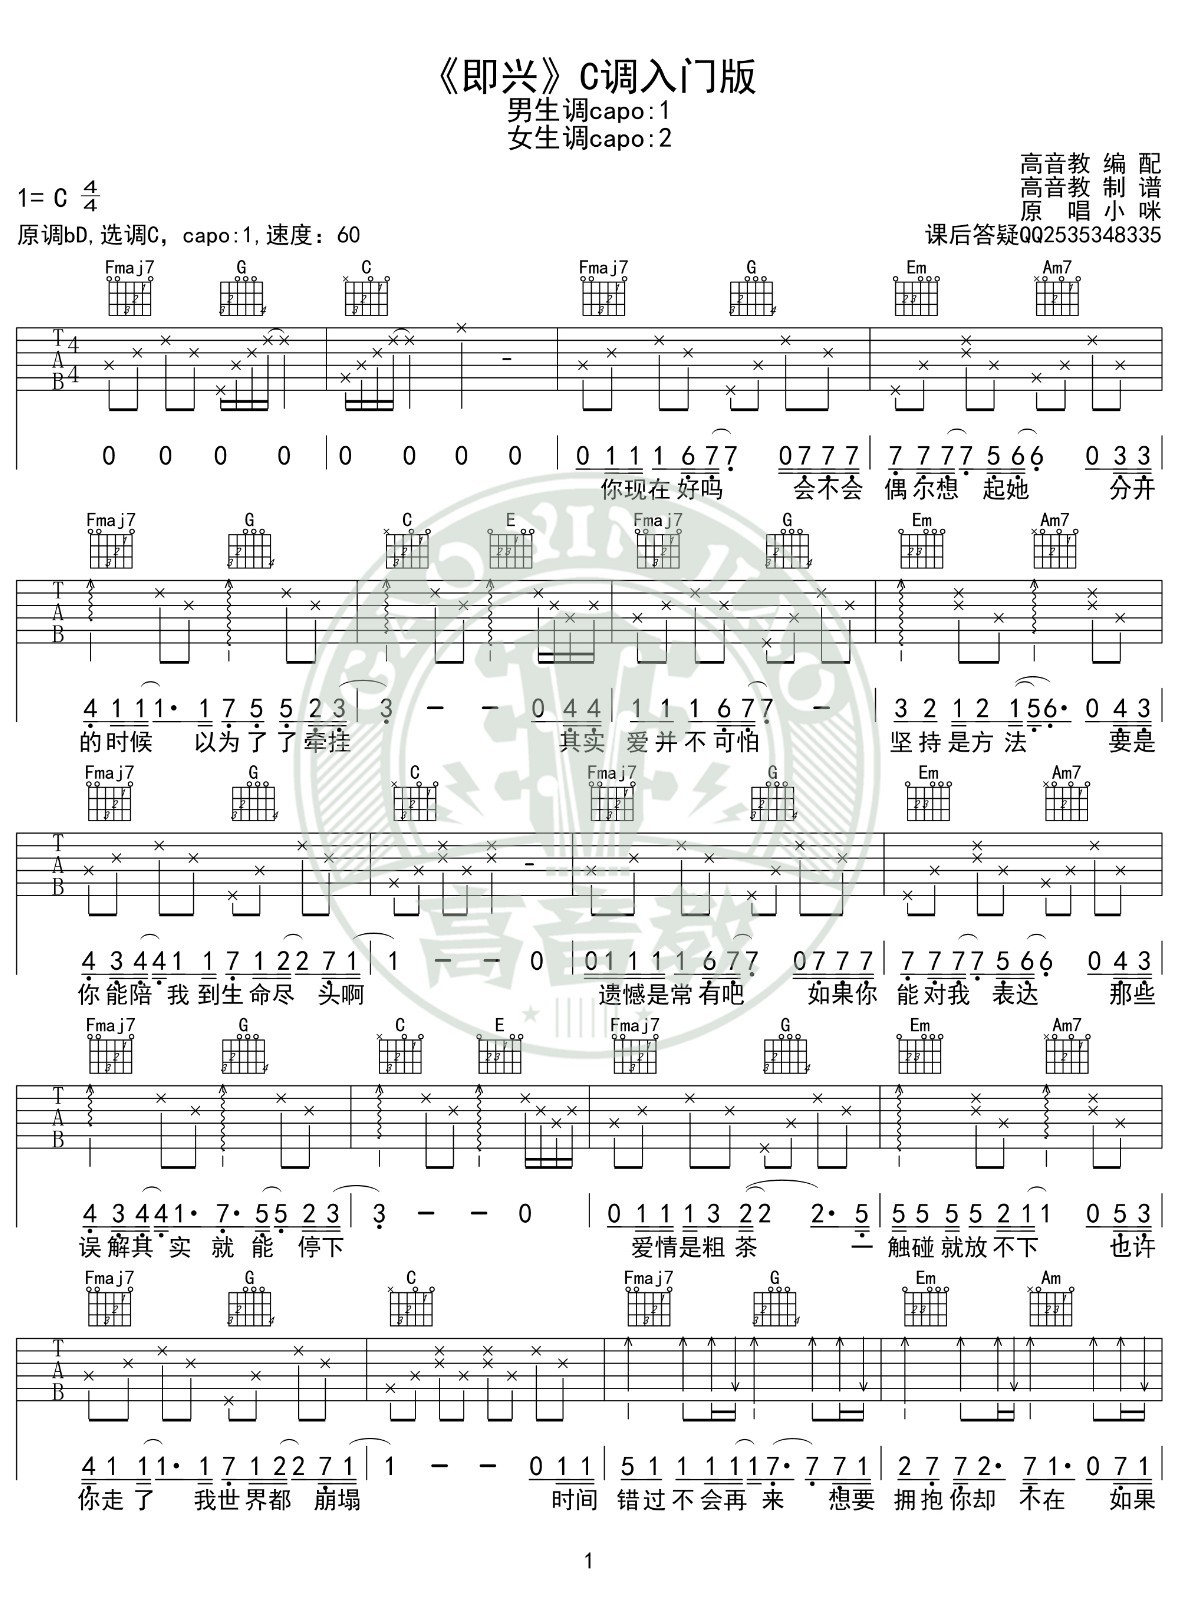 《即兴》C调入门版
男生调capo:1
女生调capo:2
高音教 编 配
高音教 制 谱
原 唱 小 咪
1= C 4/4
原调bD,选调C，capo:1,速度：60
课后答疑QQ2535348335
Fmaj7 G C Fmaj7 G Em Am7
T A B 4 4
0 0 0 0 0 0 0 0 0 1 1 1 6 7 7 0 7 7 7 7 7 7 7 7 5 6 6 0 3 3
你现在 好吗 会不会 偶尔想 起她 分开
Fmaj7 G C E Fmaj7 G Em Am7
T A B
4 1 1 1 1· 1 7 5 5 2 3 3 - - 0 4 4 1 1 1 6 7 7 - 3 2 1 2 1 5 6· 0 4 3
的时候 以为了了牵挂 其实 爱并不可怕 坚持是方法 要是
Fmaj7 G C Fmaj7 G Em Am7
T A B
4 3 4 4 1 1 1 7 1 2 2 7 1 1 - - 0 0 1 1 1 1 6 7 7 0 7 7 7 7 7 7 7 7 5 6 6 0 4 3
你能陪 我到生命尽 头啊 遗憾是常有吧 如果你 能对我 表达 那些
Fmaj7 G C E Fmaj7 G Em Am7
T A B
4 3 4 4 1· 7· 5 5 2 3 3 - - 0 0 1 1 1 3 2 2 2· 5 5 5 5 5 2 1 1 0 5 3
误解其 实 就 能 停下 爱情是粗茶 一 触碰就放不下 也许
Fmaj7 G C Fmaj7 G Em Am
T A B
4 1 1 1 1· 1 7 1 2 2 7 1 1 - - 0 1 1 5 1 1 1 1 1 7· 7 7 1 2 7 7 2· 7 1 0 7 1
你走了 我世界都 崩塌 时间 错过不会再来 想要 拥抱你却 不在 如果
1
GAO YIN JIAO
高音教